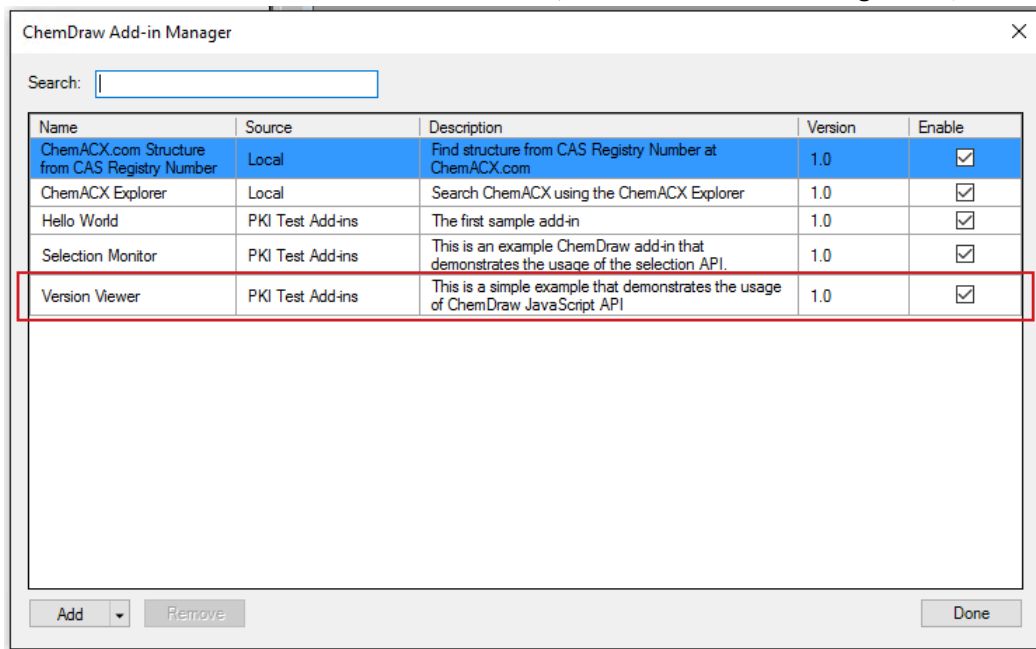 ChemDraw Add-in Manager
Search:
Name Source Description Version Enable
ChemACX.com Structure from CAS Registry Number Local Find structure from CAS Registry Number at ChemACX.com 1.0
ChemACX Explorer Local Search ChemACX using the ChemACX Explorer 1.0
Hello World PKI Test Add-ins The first sample add-in 1.0
Selection Monitor PKI Test Add-ins This is an example ChemDraw add-in that demonstrates the usage of the selection API. 1.0
Version Viewer PKI Test Add-ins This is a simple example that demonstrates the usage of ChemDraw JavaScript API 1.0
Add Remove Done